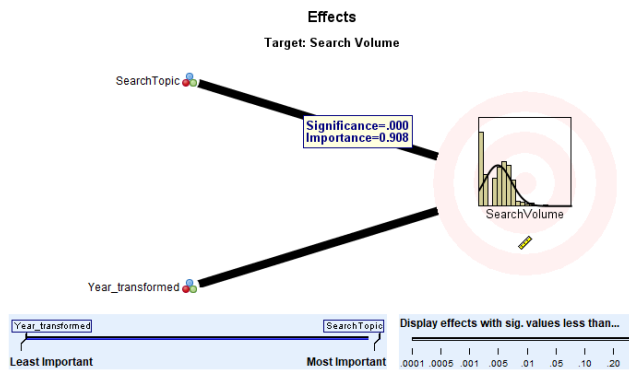 Effects
Target: Search Volume
SearchTopic
Significance=.000
Importance=0.908
SearchVolume
Year_transformed
Year_transformed SearchTopic
Least Important Most Important
Display effects with sig. values less than...
.0001 .0005 .001 .005 .01 .05 .10 .20